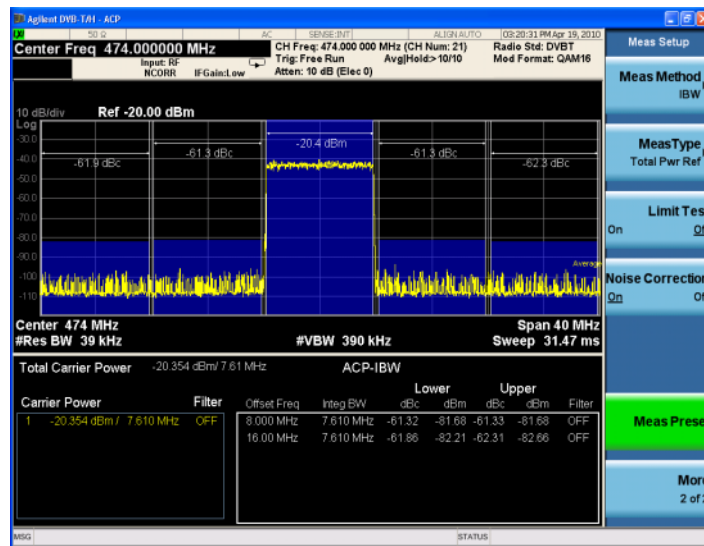 Agilent DVB-T/H - ACP
50 Ω AC SENSE:INT ALIGNAUTO 03:20:31 PM Apr 19, 2010
Center Freq 474.000000 MHz
CH Freq: 474.000 000 MHz (CH Num: 21) Radio Std: DVBT
Input: RF Trig: Free Run Avg|Hold:>10/10 Mod Format: QAM16
NCORR IFGain:Low Atten: 10 dB (Elec 0)
10 dB/div Ref -20.00 dBm
Log
-30.0
-40.0
-50.0
-60.0
-70.0
-80.0
-90.0
-100
-110
-61.9 dBc -61.3 dBc -20.4 dBm -61.3 dBc -62.3 dBc
Average
Center 474 MHz Span 40 MHz
#Res BW 39 kHz #VBW 390 kHz Sweep 31.47 ms
Total Carrier Power -20.354 dBm/ 7.61 MHz ACP-IBW
Lower Upper
Carrier Power Filter Offset Freq Integ BW dBc dBm dBc dBm Filter
1 -20.354 dBm / 7.610 MHz OFF 8.000 MHz 7.610 MHz -61.32 -81.68 -61.33 -81.68 OFF
16.00 MHz 7.610 MHz -61.86 -82.21 -62.31 -82.66 OFF
MSG STATUS
Meas Setup
Meas Method
IBW
MeasType
Total Pwr Ref
Limit Tes
On Of
Noise Correction
On Of
Meas Prese
More
2 of 2